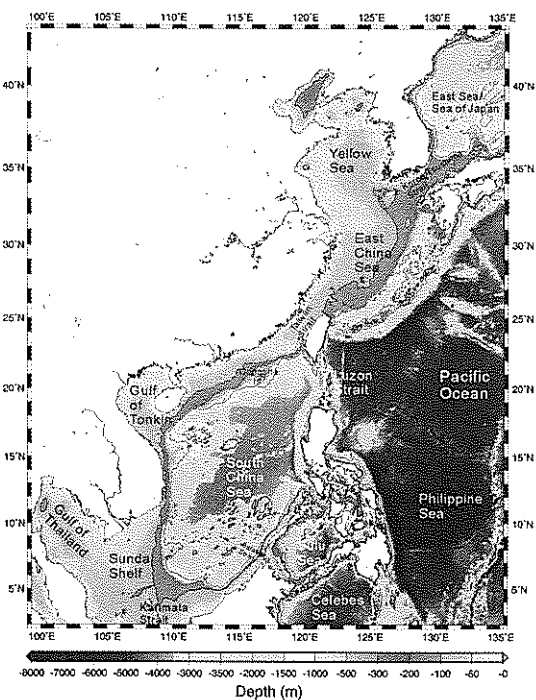 100°E 105°E 110°E 115°E 120°E 125°E 130°E 135°E
40°N
40°N
East Sea/
Sea of Japan
35°N
35°N
Yellow
Sea
30°N
30°N
East
China
Sea
25°N
25°N
20°N
20°N
Gulf
of
Tonkin
Luzon
Strait
Pacific
Ocean
15°N
15°N
South
China
Sea
Philippine
Sea
10°N
10°N
Gulf of
Thailand
Sunda
Shelf
Sulu
Sea
5°N
5°N
Karimata
Strait
Celebes
Sea
100°E 105°E 110°E 115°E 120°E 125°E 130°E 135°E
-8000 -7000 -6000 -5000 -4000 -3000 -2000 -1500 -1000 -500 -300 -200 -100 -60 -0
Depth (m)